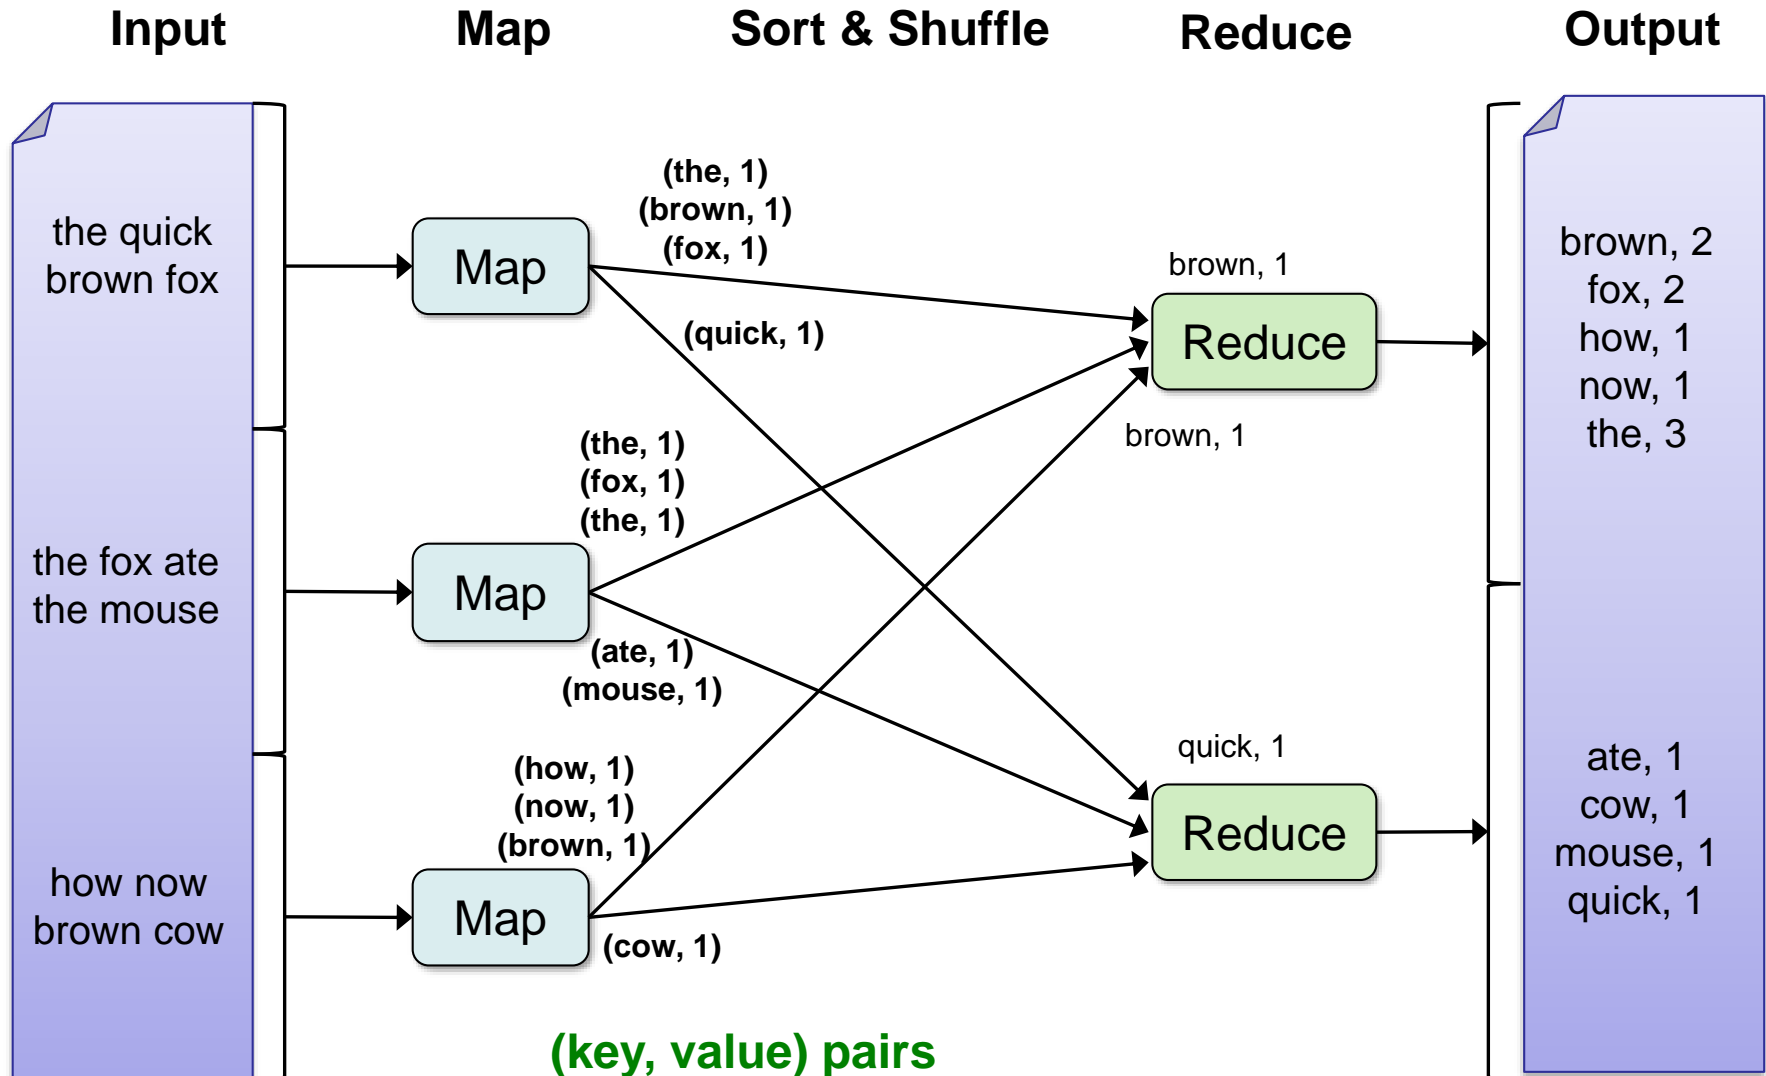 Input
Map
Sort & Shuffle
Reduce
Output
the quick
brown fox
the fox ate
the mouse
how now
brown cow
Map
Map
Map
(the, 1)
(brown, 1)
(fox, 1)
(quick, 1)
(the, 1)
(fox, 1)
(the, 1)
(ate, 1)
(mouse, 1)
(how, 1)
(now, 1)
(brown, 1)
(cow, 1)
(key, value) pairs
brown, 1
Reduce
brown, 1
quick, 1
Reduce
brown, 2
fox, 2
how, 1
now, 1
the, 3
ate, 1
cow, 1
mouse, 1
quick, 1